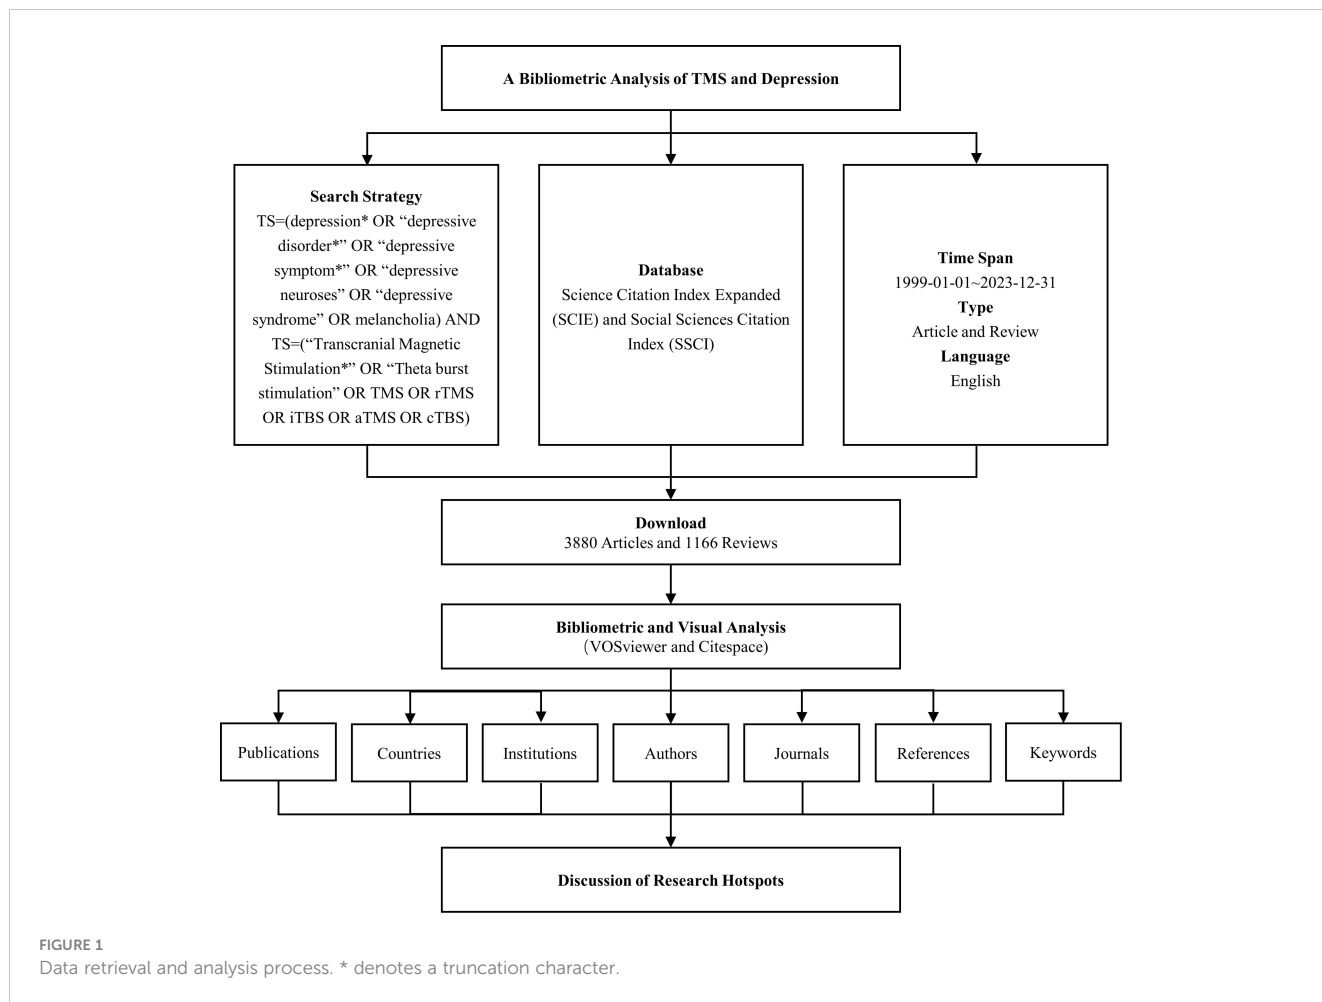 A Bibliometric Analysis of TMS and Depression
Search Strategy
TS=(depression* OR “depressive
disorder*” OR “depressive
symptom*” OR “depressive
neuroses” OR “depressive
syndrome” OR melancholia) AND
TS=(“Transcranial Magnetic
Stimulation*” OR “Theta burst
stimulation” OR TMS OR rTMS
OR iTBS OR aTMS OR cTBS)
Database
Science Citation Index Expanded
(SCIE) and Social Sciences Citation
Index (SSCI)
Time Span
1999-01-01~2023-12-31
Type
Article and Review
Language
English
Download
3880 Articles and 1166 Reviews
Bibliometric and Visual Analysis
（VOSviewer and Citespace)
Publications
Countries
Institutions
Authors
Journals
References
Keywords
Discussion of Research Hotspots
FIGURE 1
Data retrieval and analysis process. * denotes a truncation character.